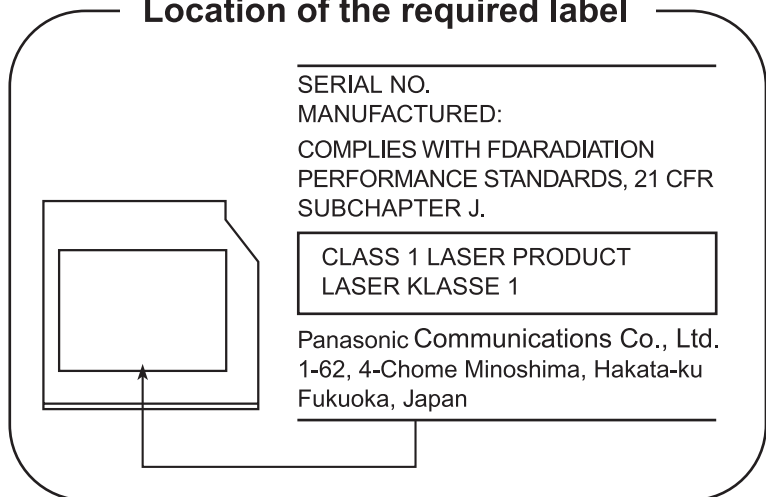 Location of the required label
SERIAL NO.
MANUFACTURED:
COMPLIES WITH FDARADIATION
PERFORMANCE STANDARDS, 21 CFR
SUBCHAPTER J.
CLASS 1 LASER PRODUCT
LASER KLASSE 1
Panasonic Communications Co., Ltd.
1-62, 4-Chome Minoshima, Hakata-ku
Fukuoka, Japan